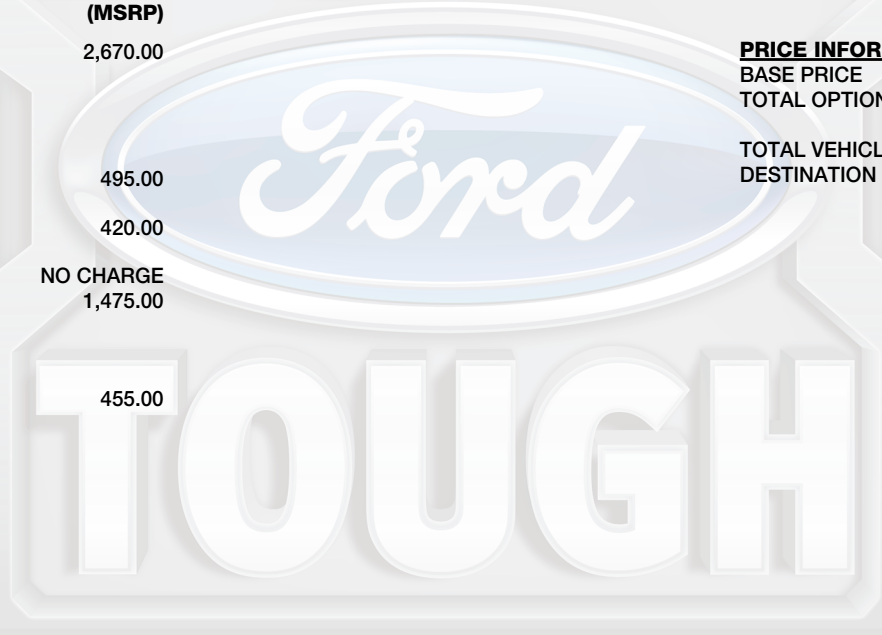 (MSRP)
2,670.00
495.00
420.00
NO CHARGE
1,475.00
455.00
PRICE INFOR
BASE PRICE
TOTAL OPTION
TOTAL VEHICL
DESTINATION
Ford
TOUGH